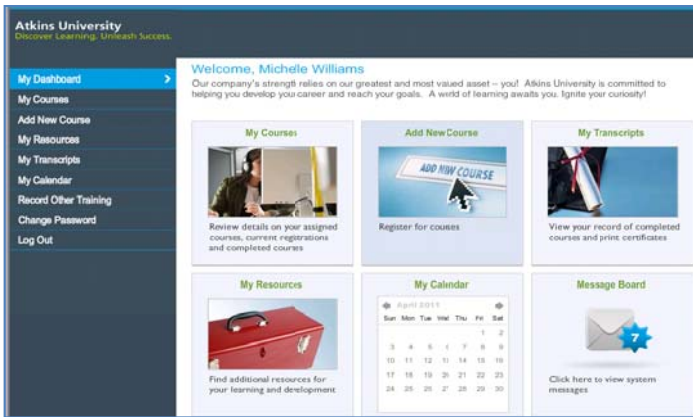 Atkins University
Discover Learning. Unleash Success.
My Dashboard >
My Courses
Add New Course
My Resources
My Transcripts
My Calendar
Record Other Training
Change Password
Log Out
Welcome, Michelle Williams
Our company's strength relies on our greatest and most valued asset – you! Atkins University is committed to
helping you develop you career and reach your goals. A world of learning awaits you. Ignite your curiosity!
My Courses
Review details on your assigned
courses, current registrations
and completed courses
Add New Course
ADD NEW COURSE
Register for courses
My Transcripts
View your record of completed
courses and print certificates
My Resources
Find additional resources for
your learning and development
My Calendar
April 2011
Sun Mon Tue Wed Thu Fri Sat
1 2
3 4 5 6 7 8 9
10 11 12 13 14 15 16
17 18 19 20 21 22 23
24 25 26 27 28 29 30
Message Board
7
Click here to view system
messages